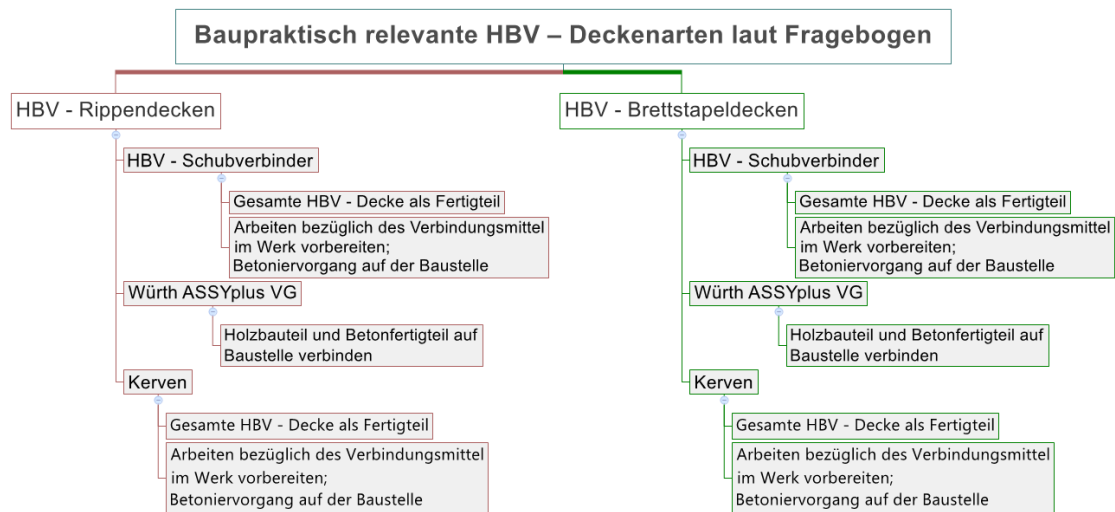 Baupraktisch relevante HBV – Deckenarten laut Fragebogen
HBV - Rippendecken
HBV - Schubverbinder
Gesamte HBV - Decke als Fertigteil
Arbeiten bezüglich des Verbindungsmittel
im Werk vorbereiten;
Betoniervorgang auf der Baustelle
Würth ASSYplus VG
Holzbauteil und Betonfertigteil auf
Baustelle verbinden
Kerven
Gesamte HBV - Decke als Fertigteil
Arbeiten bezüglich des Verbindungsmittel
im Werk vorbereiten;
Betoniervorgang auf der Baustelle
HBV - Brettstapeldecken
HBV - Schubverbinder
Gesamte HBV - Decke als Fertigteil
Arbeiten bezüglich des Verbindungsmittel
im Werk vorbereiten;
Betoniervorgang auf der Baustelle
Würth ASSYplus VG
Holzbauteil und Betonfertigteil auf
Baustelle verbinden
Kerven
Gesamte HBV - Decke als Fertigteil
Arbeiten bezüglich des Verbindungsmittel
im Werk vorbereiten;
Betoniervorgang auf der Baustelle